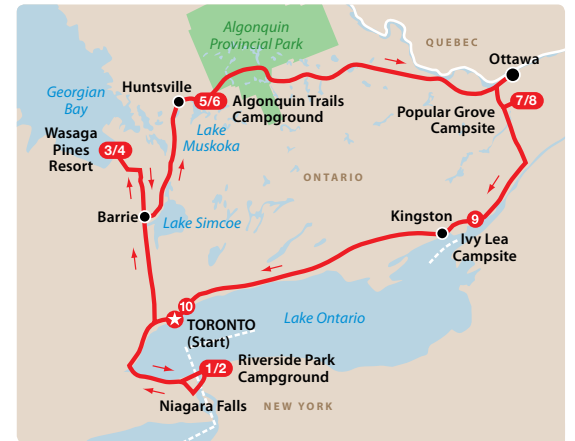 Algonquin
Provincial Park
QUEBEC
Ottawa
Georgian
Bay
Huntsville
5/6
Algonquin Trails
Campground
7/8
Popular Grove
Campsite
Wasaga
Pines
Resort
3/4
Lake
Muskoka
ONTARIO
Barrie
Lake Simcoe
Kingston
9
Ivy Lea
Campsite
10
TORONTO
(Start)
Lake Ontario
1/2
Riverside Park
Campground
Niagara Falls
NEW YORK